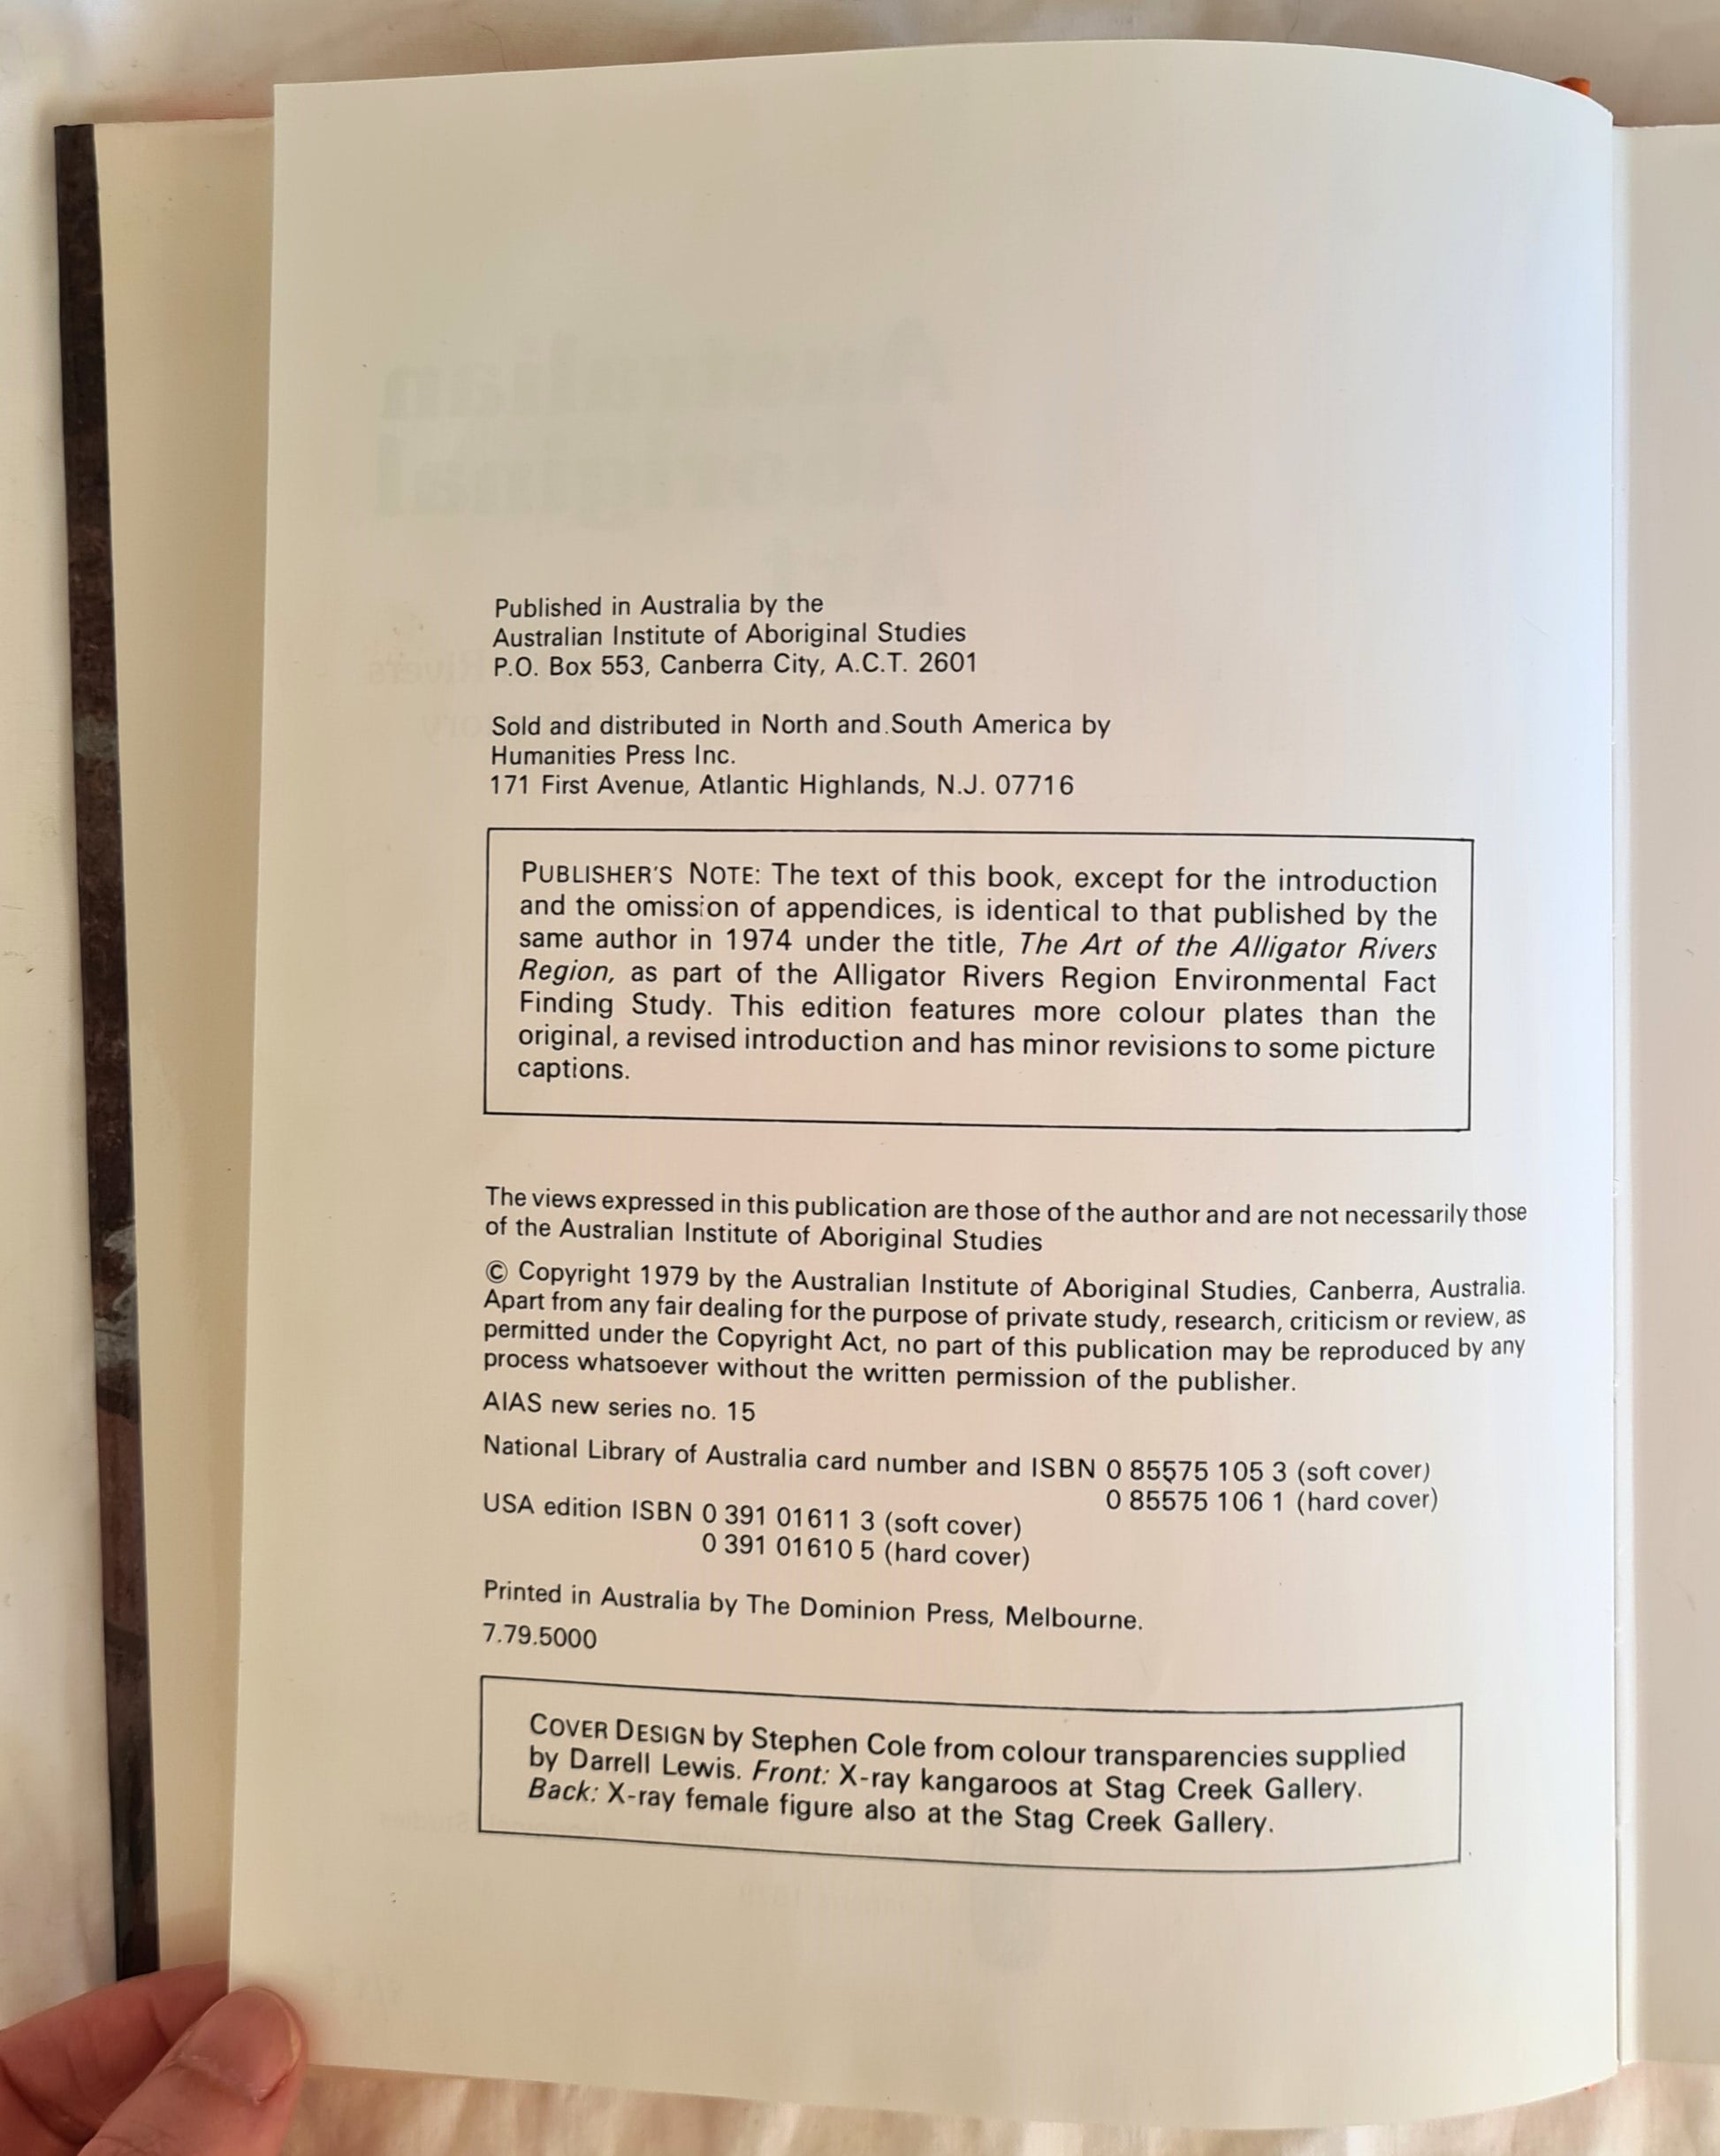 Published in Australia by the
Australian Institute of Aboriginal Studies
P.O. Box 553, Canberra City, A.C.T. 2601
Sold and distributed in North and.South America by
Humanities Press Inc.
171 First Avenue, Atlantic Highlands, N.J. 07716
PUBLISHER'S NOTE: The text of this book, except for the introduction
and the omission of appendices, is identical to that published by the
same author in 1974 under the title, The Art of the Alligator Rivers
Region, as part of the Alligator Rivers Region Environmental Fact
Finding Study. This edition features more colour plates than the
original, a revised introduction and has minor revisions to some picture
captions.
The views expressed in this publication are those of the author and are not necessarily those
of the Australian Institute of Aboriginal Studies
© Copyright 1979 by the Australian Institute of Aboriginal Studies, Canberra, Australia.
Apart from any fair dealing for the purpose of private study, research, criticism or review, as
permitted under the Copyright Act, no part of this publication may be reproduced by any
process whatsoever without the written permission of the publisher.
AIAS new series no. 15
National Library of Australia card number and ISBN 0 85575 105 3 (soft cover)
0 85575 106 1 (hard cover)
USA edition ISBN 0 391 01611 3 (soft cover)
0 391 01610 5 (hard cover)
Printed in Australia by The Dominion Press, Melbourne.
7.79.5000
COVER DESIGN by Stephen Cole from colour transparencies supplied
by Darrell Lewis. Front: X-ray kangaroos at Stag Creek Gallery.
Back: X-ray female figure also at the Stag Creek Gallery.